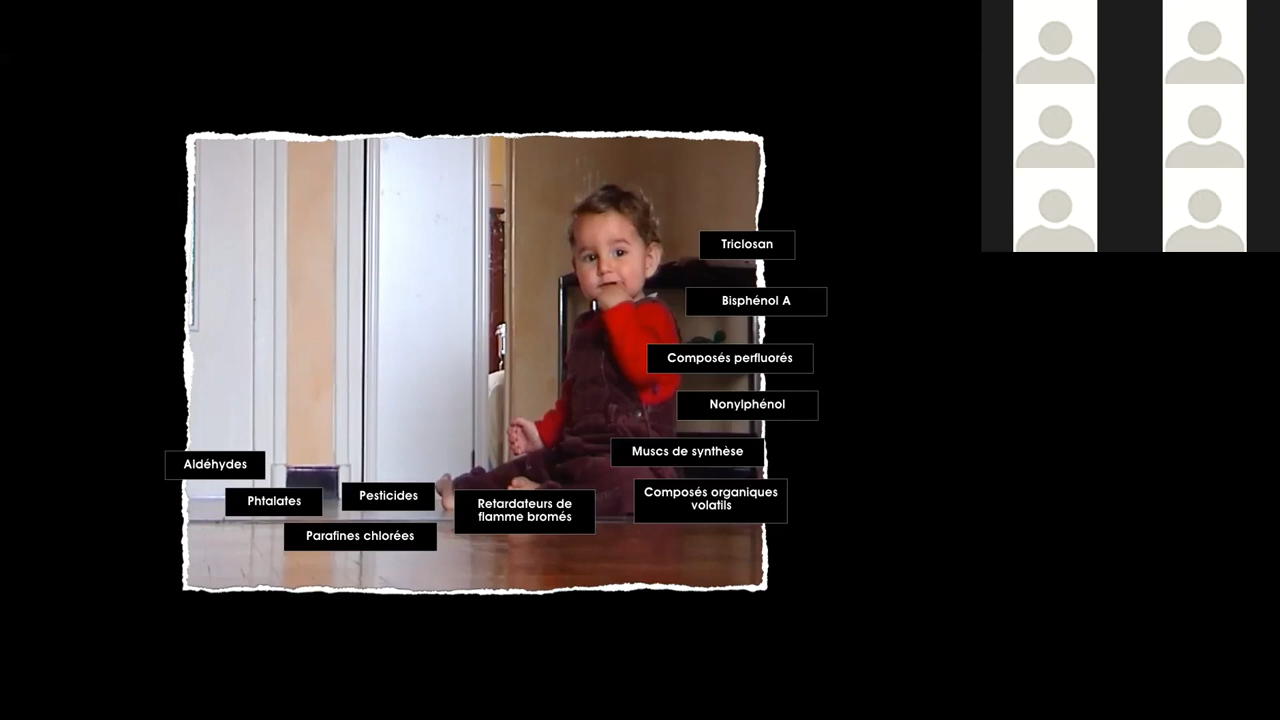 Triclosan
Bisphénol A
Composés perfluorés
Nonylphénol
Muscs de synthèse
Aldéhydes
Phtalates
Pesticides
Retardateurs de
flamme bromés
Composés organiques
volatils
Parafines chlorées